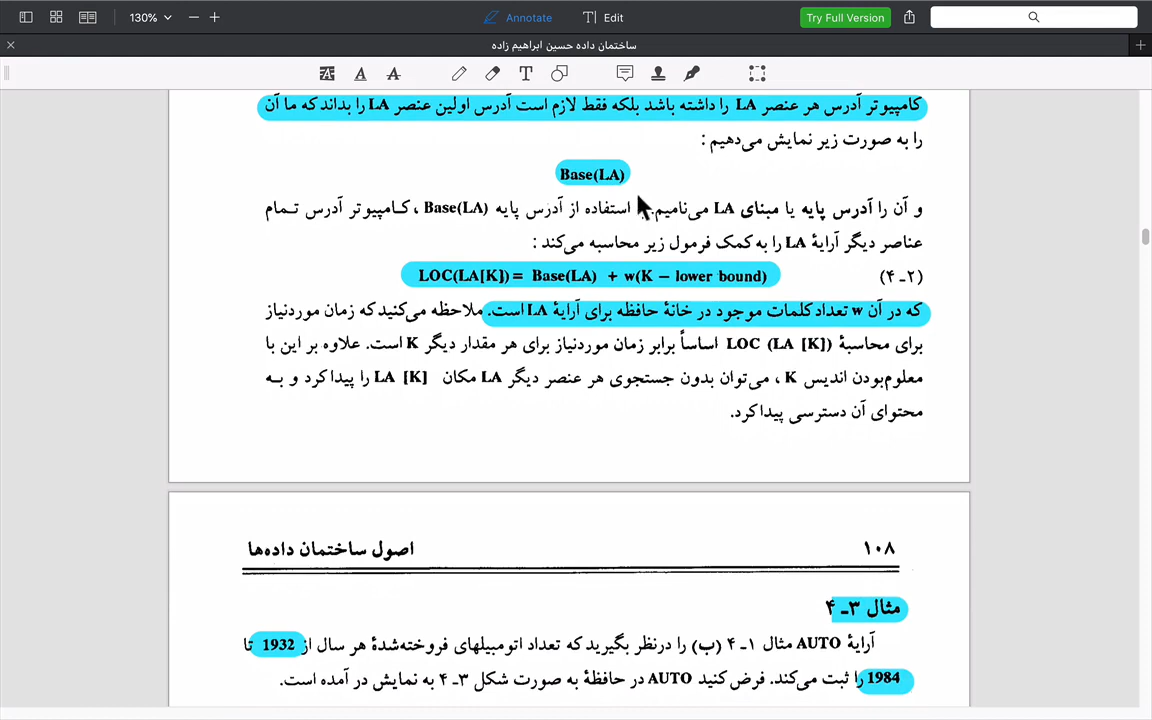 130%
Annotate
Edit
Try Full Version
ساختمان داده حسین ابراهیم زاده
کامپیوتر آدرس هر عنصر LA را داشته باشد بلکه فقط لازم است آدرس اولین عنصر LA را بداند که ما آن
را به صورت زیر نمایش می‌دهیم :
Base(LA)
و آن را آدرس پایه یا مبنای LA می‌نامیم. استفاده از آدرس پایه Base(LA) ، کامپیوتر آدرس تمام
عناصر دیگر آرایهٔ LA را به کمک فرمول زیر محاسبه می‌کند :
LOC(LA[K]) = Base(LA) + w(K – lower bound) (۴ـ۲)
که در آن w تعداد کلمات موجود در خانهٔ حافظه برای آرایهٔ LA است. ملاحظه می‌کنید که زمان موردنیاز
برای محاسبهٔ LOC (LA [K]) اساساً برابر زمان موردنیاز برای هر مقدار دیگر K است. علاوه بر این با
معلوم‌بودن اندیس K ، می‌توان بدون جستجوی هر عنصر دیگر LA مکان LA [K] را پیدا کرد و به
محتوای آن دسترسی پیدا کرد.
۱۰۸ اصول ساختمان داده‌ها
مثال ۳ـ ۴
آرایهٔ AUTO مثال ۱ـ ۴ (ب) را درنظر بگیرید که تعداد اتومبیلهای فروخته‌شدهٔ هر سال از 1932 تا
1984 را ثبت می‌کند. فرض کنید AUTO در حافظهٔ به صورت شکل ۳ـ ۴ به نمایش در آمده است.